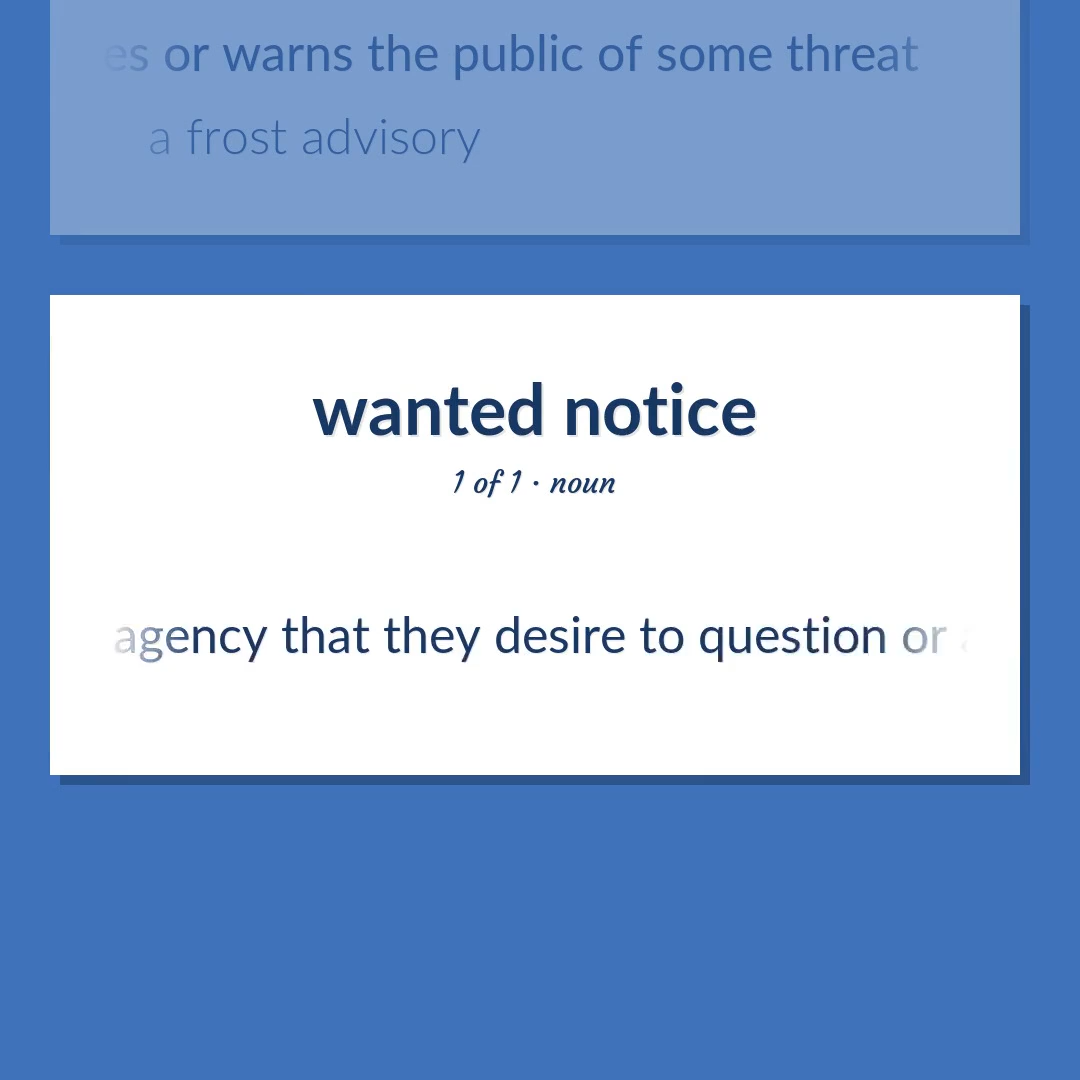 or warns the public of some threat
a frost advisory
wanted notice
1 of 1 · noun
agency that they desire to question or